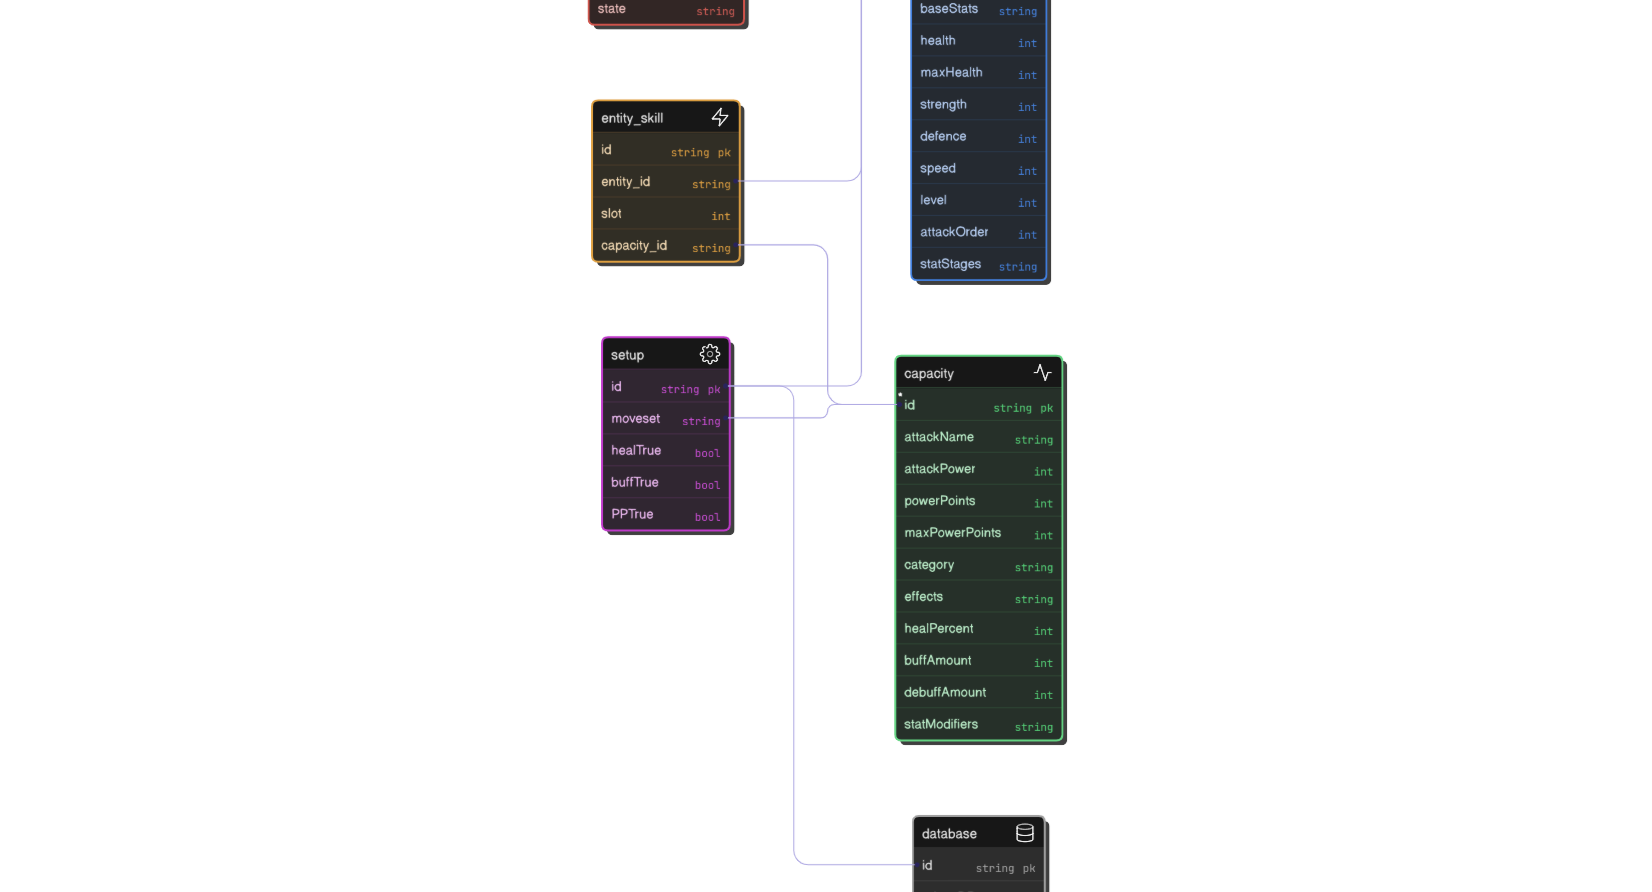 state string
baseStats string
health int
maxHealth int
strength int
defence int
speed int
level int
attackOrder int
statStages string
entity_skill
id string pk
entity_id string
slot int
capacity_id string
setup
id string pk
moveset string
healTrue bool
buffTrue bool
PPTrue bool
capacity
id string pk
attackName string
attackPower int
powerPoints int
maxPowerPoints int
category string
effects string
healPercent int
buffAmount int
debuffAmount int
statModifiers string
database
id string pk